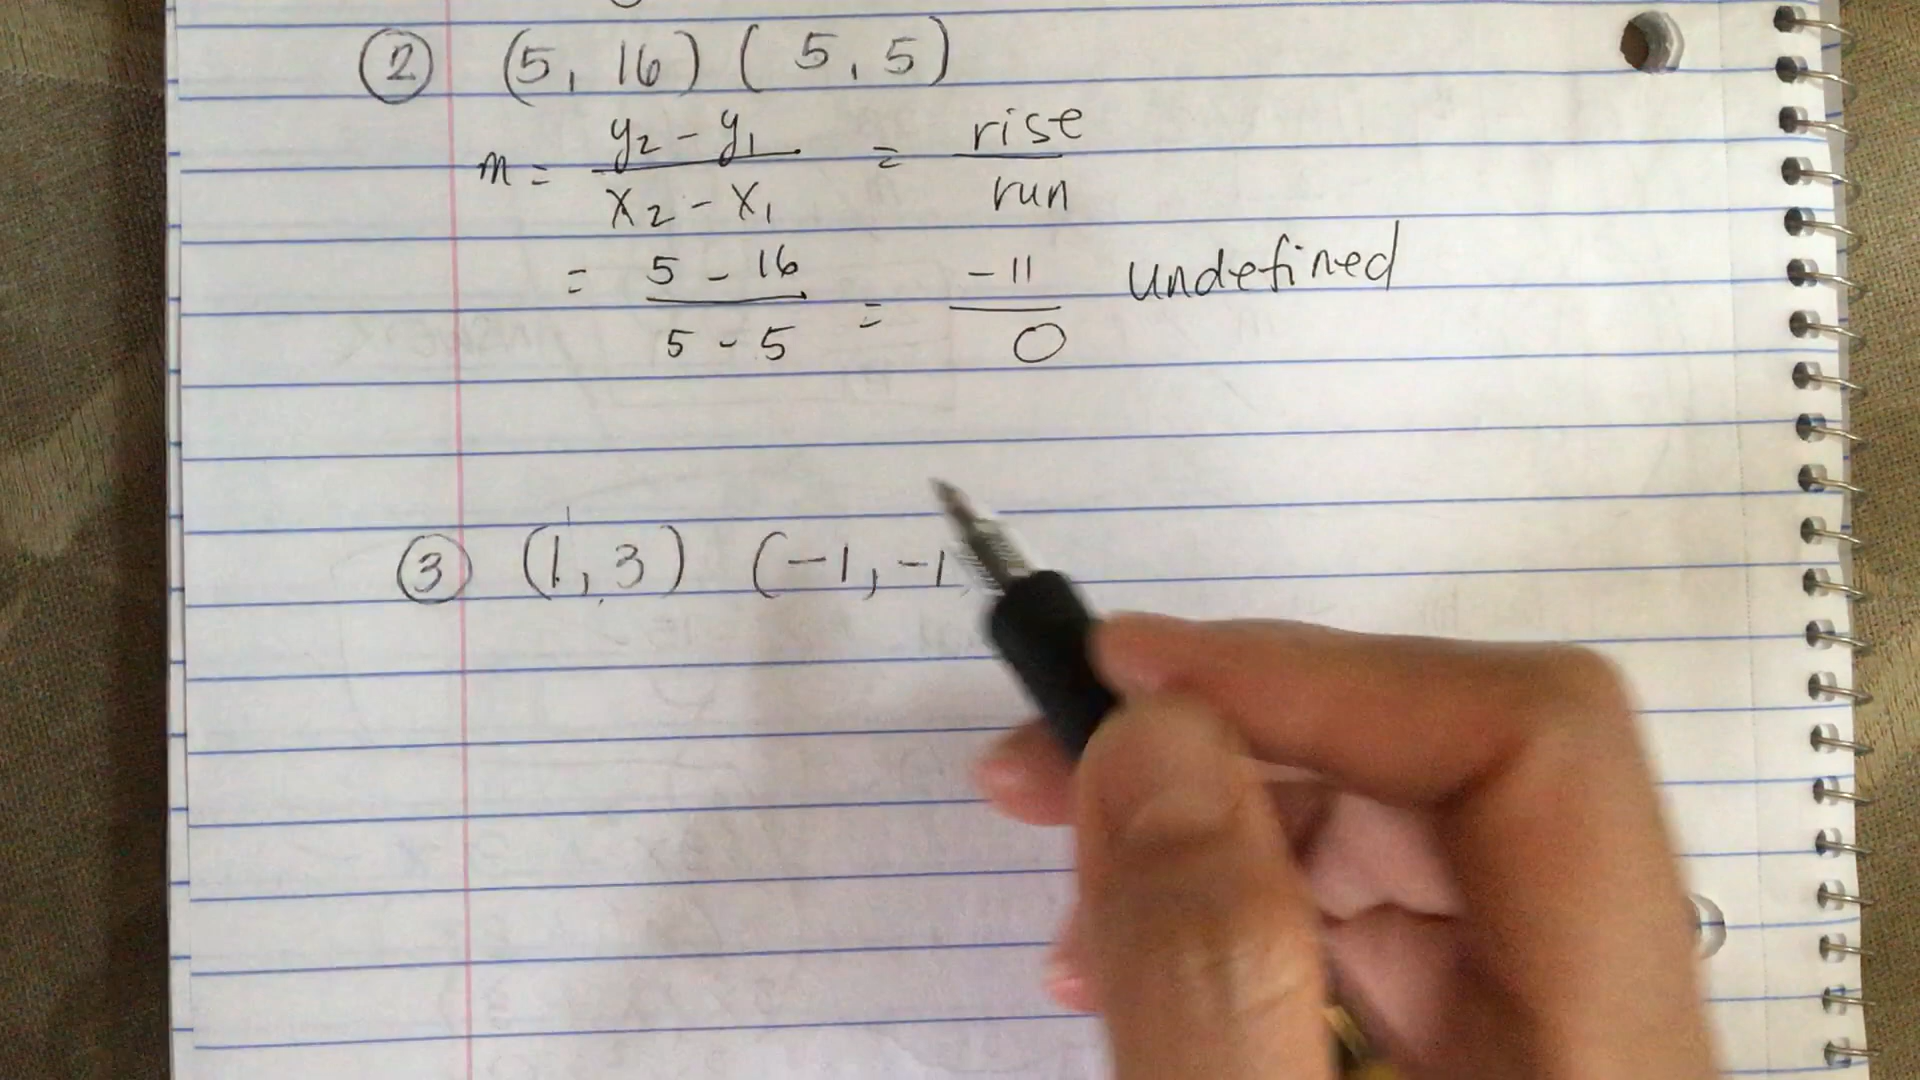 ② (5, 16) ( 5, 5)
m = y₂ - y₁ / x₂ - x₁ = rise / run
= 5 - 16 / 5 - 5 = -11 / 0 undefined
③ (1, 3) (-1, -1